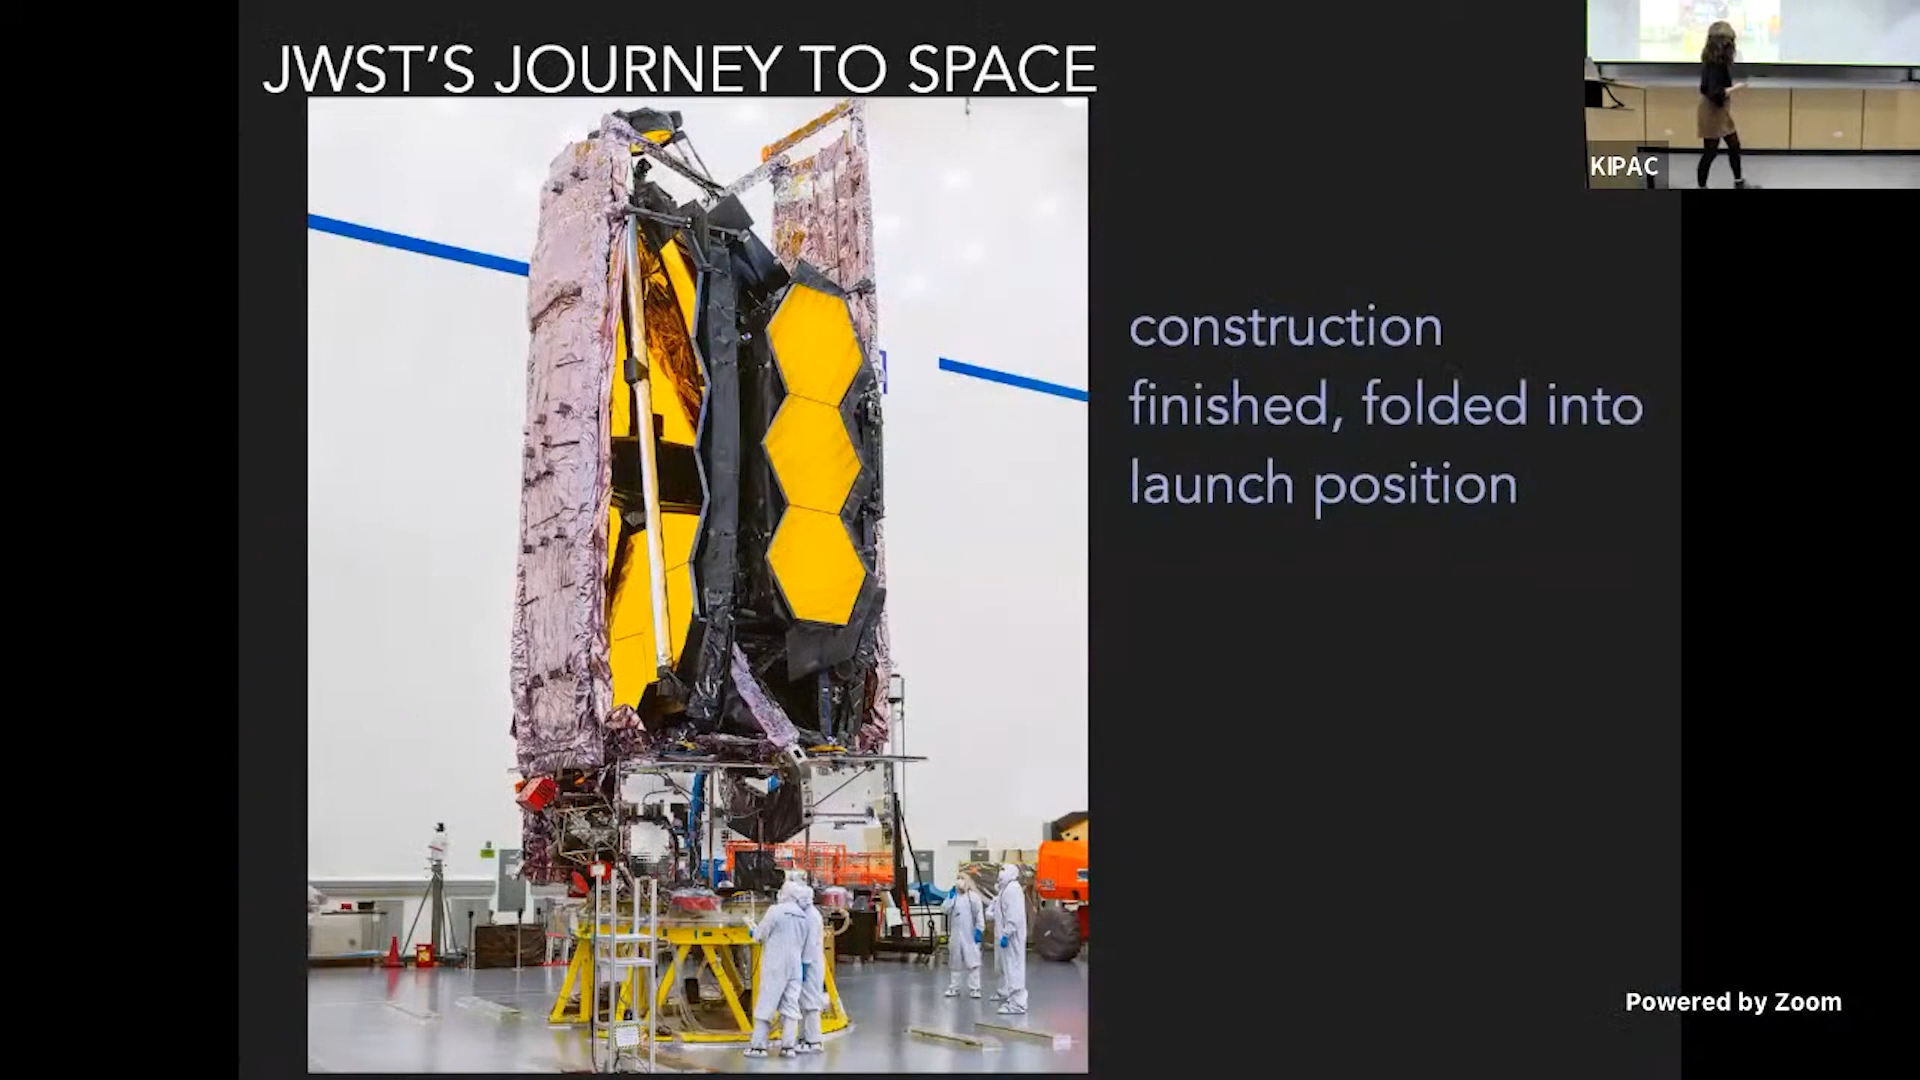 JWST'S JOURNEY TO SPACE
KIPAC
construction
finished, folded into
launch position
Powered by Zoom